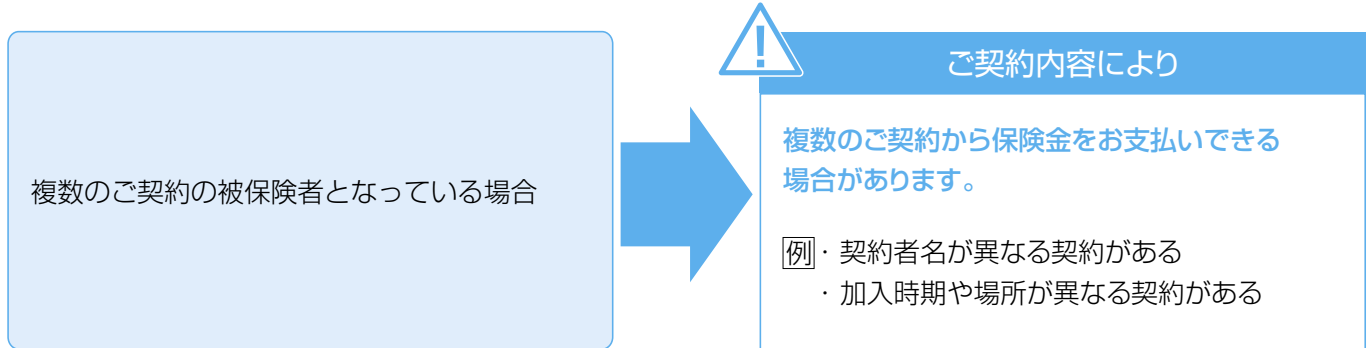 複数のご契約の被保険者となっている場合
ご契約内容により
複数のご契約から保険金をお支払いできる
場合があります。
例・契約者名が異なる契約がある
・加入時期や場所が異なる契約がある